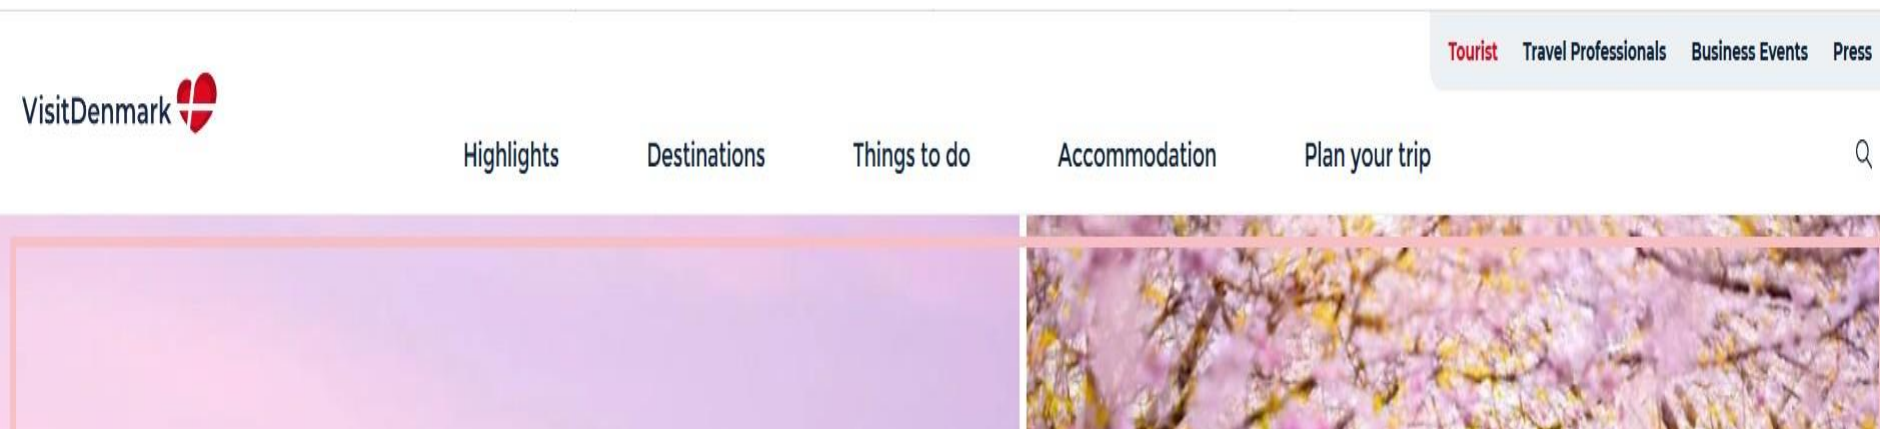 Tourist Travel Professionals Business Events Press
VisitDenmark
Highlights Destinations Things to do Accommodation Plan your trip